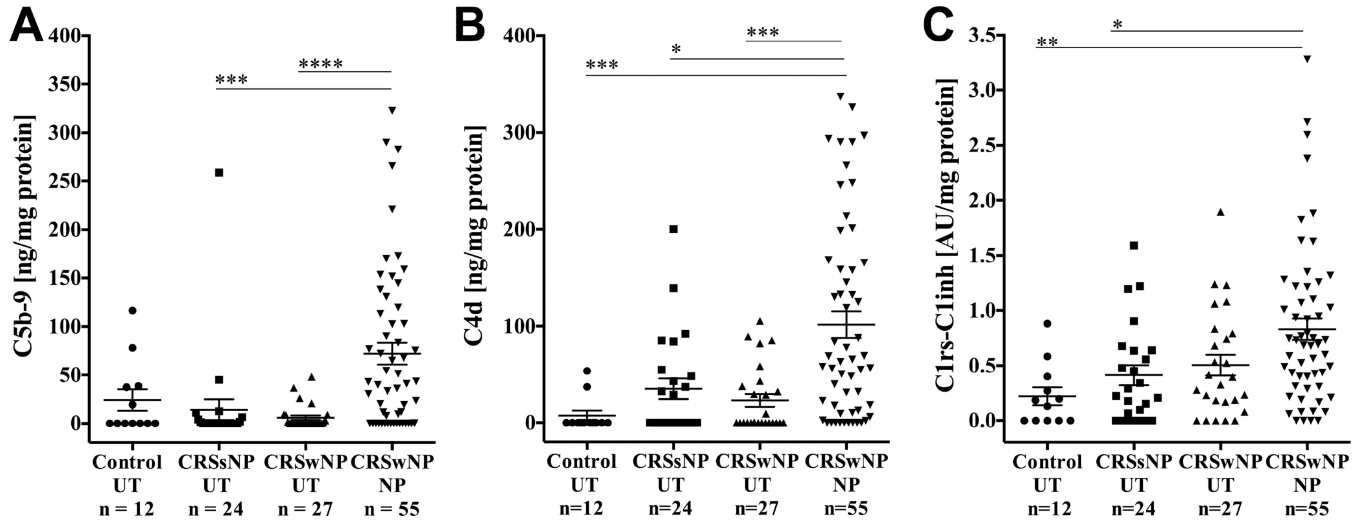 A
C5b-9 [ng/mg protein]
400
350
300
250
200
150
100
50
0
***
****
Control
UT
n = 12
CRSsNP
UT
n = 24
CRSwNP
UT
n = 27
CRSwNP
NP
n = 55
B
C4d [ng/mg protein]
400
300
200
100
0
***
*
***
Control
UT
n=12
CRSsNP
UT
n=24
CRSwNP
UT
n=27
CRSwNP
NP
n=55
C
C1rs-C1inh [AU/mg protein]
3.5
3.0
2.5
2.0
1.5
1.0
0.5
0.0
**
*
Control
UT
n=12
CRSsNP
UT
n=24
CRSwNP
UT
n=27
CRSwNP
NP
n=55